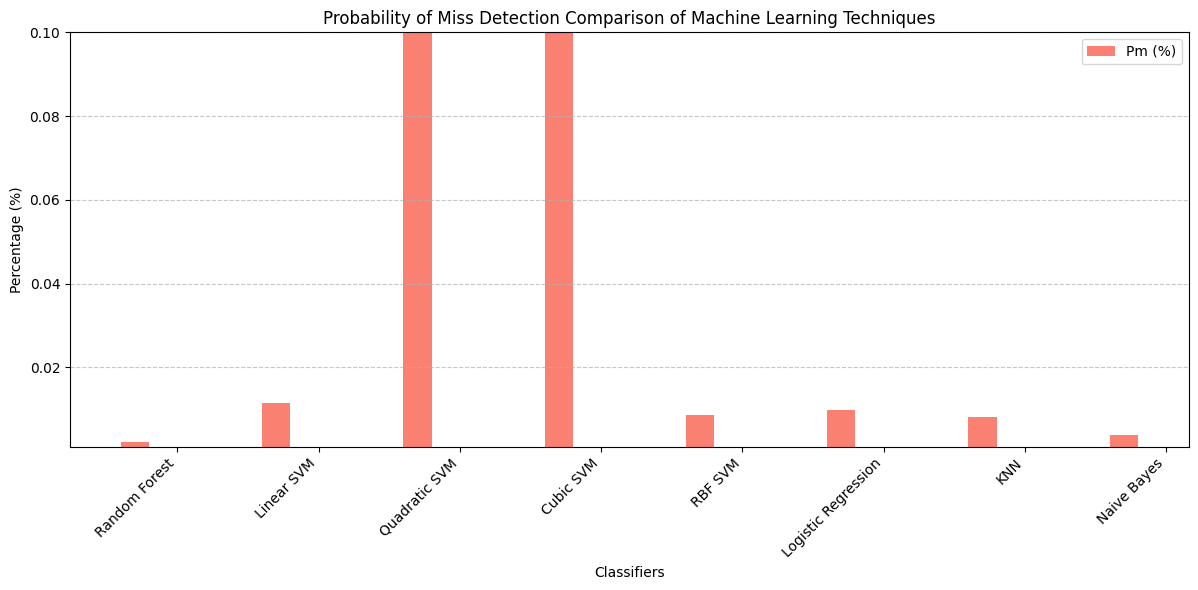 Probability of Miss Detection Comparison of Machine Learning Techniques
Pm (%)
0.10
0.08
0.06
0.04
0.02
Percentage (%)
Random Forest
Linear SVM
Quadratic SVM
Cubic SVM
RBF SVM
Logistic Regression
KNN
Naive Bayes
Classifiers